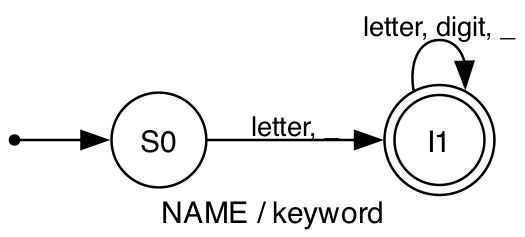 letter, digit, _
S0
letter, _
I1
NAME / keyword